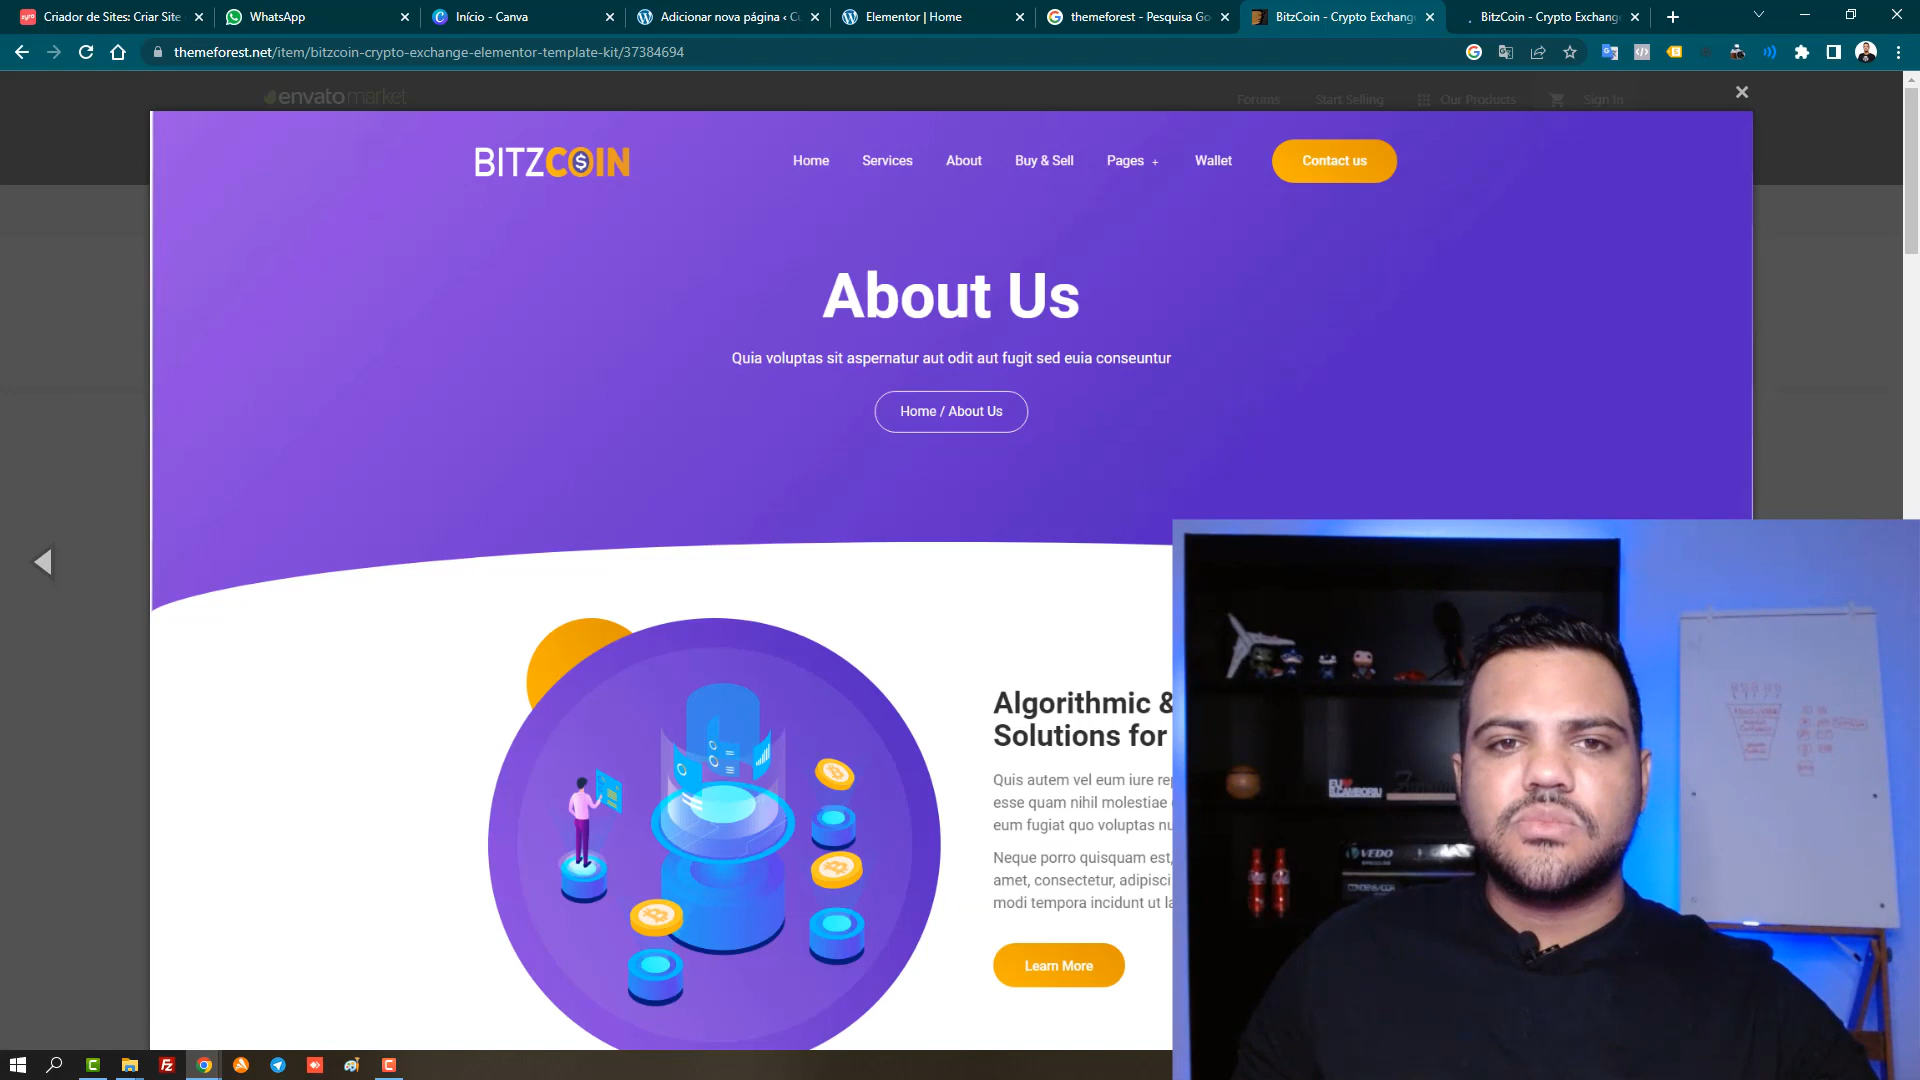 Criador de Sites: Criar Site
WhatsApp
Início - Canva
Adicionar nova página ‹ Cu
Elementor | Home
themeforest - Pesquisa Go
BitzCoin - Crypto Exchang
BitzCoin - Crypto Exchang
themeforest.net/item/bitzcoin-crypto-exchange-elementor-template-kit/37384694
envato market
Forums
Start Selling
Our Products
Sign In
BITZCOIN
Home
Services
About
Buy & Sell
Pages +
Wallet
Contact us
About Us
Quia voluptas sit aspernatur aut odit aut fugit sed euia conseuntur
Home / About Us
Algorithmic &
Solutions for
Quis autem vel eum iure rep
esse quam nihil molestiae
eum fugiat quo voluptas nu
Neque porro quisquam est,
amet, consectetur, adipisci
modi tempora incidunt ut la
Learn More
VEDO